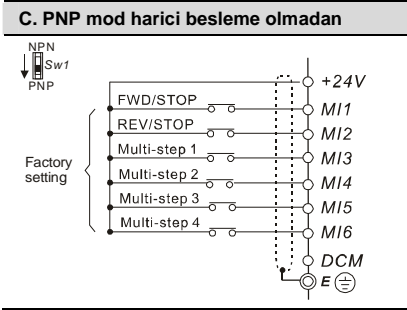 C. PNP mod harici besleme olmadan
NPN
Sw1
PNP
+24V
FWD/STOP
MI1
REV/STOP
MI2
Multi-step 1
MI3
Factory
setting
Multi-step 2
MI4
Multi-step 3
MI5
Multi-step 4
MI6
DCM
E